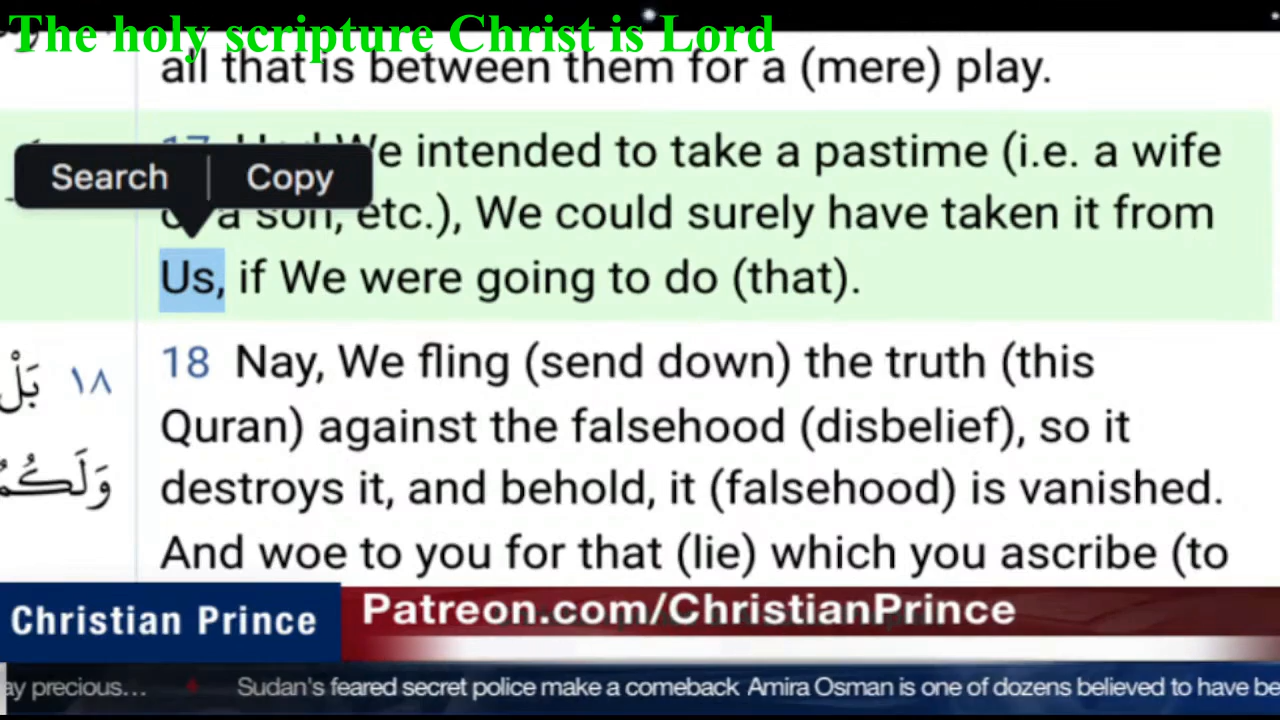 The holy scripture Christ is Lord
all that is between them for a (mere) play.
17 Had We intended to take a pastime (i.e. a wife
Search Copy
or a son, etc.), We could surely have taken it from
Us, if We were going to do (that).
١٨ بَلْ
18 Nay, We fling (send down) the truth (this
Quran) against the falsehood (disbelief), so it
destroys it, and behold, it (falsehood) is vanished.
And woe to you for that (lie) which you ascribe (to
Christian Prince
Patreon.com/ChristianPrince
ay precious...
Sudan's feared secret police make a comeback Amira Osman is one of dozens believed to have be